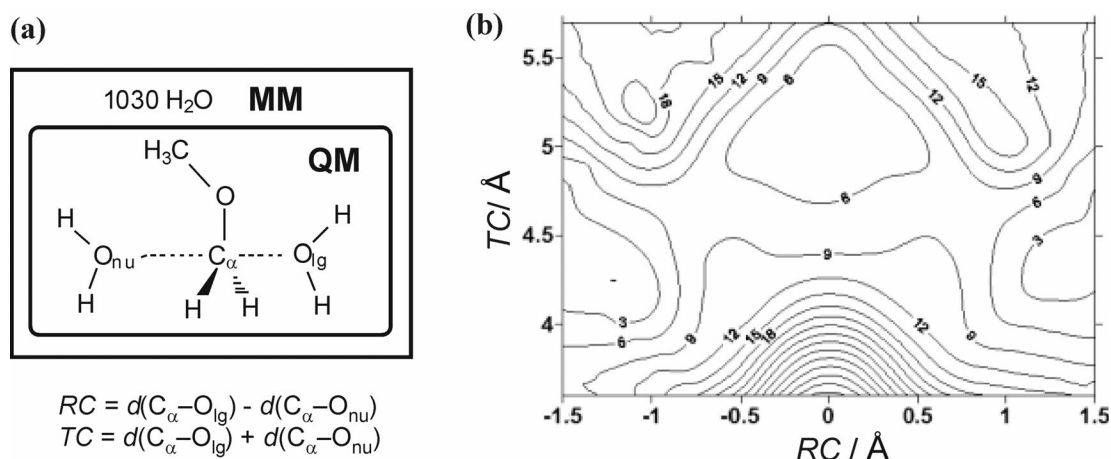 (a)
1030 H₂O MM
QM
H₃C
O
H
H
Oₙᵤ
Cα
Olg
H
H
H
H
RC = d(Cα–Olg) - d(Cα–Onu)
TC = d(Cα–Olg) + d(Cα–Onu)
(b)
TC/ Å
5.5
5
4.5
4
15 12 9 6
18
12
15
12
9
6
3
6
9
9
3
6
9
12 15 18
12
9
-1.5 -1 -0.5 0 0.5 1 1.5
RC / Å